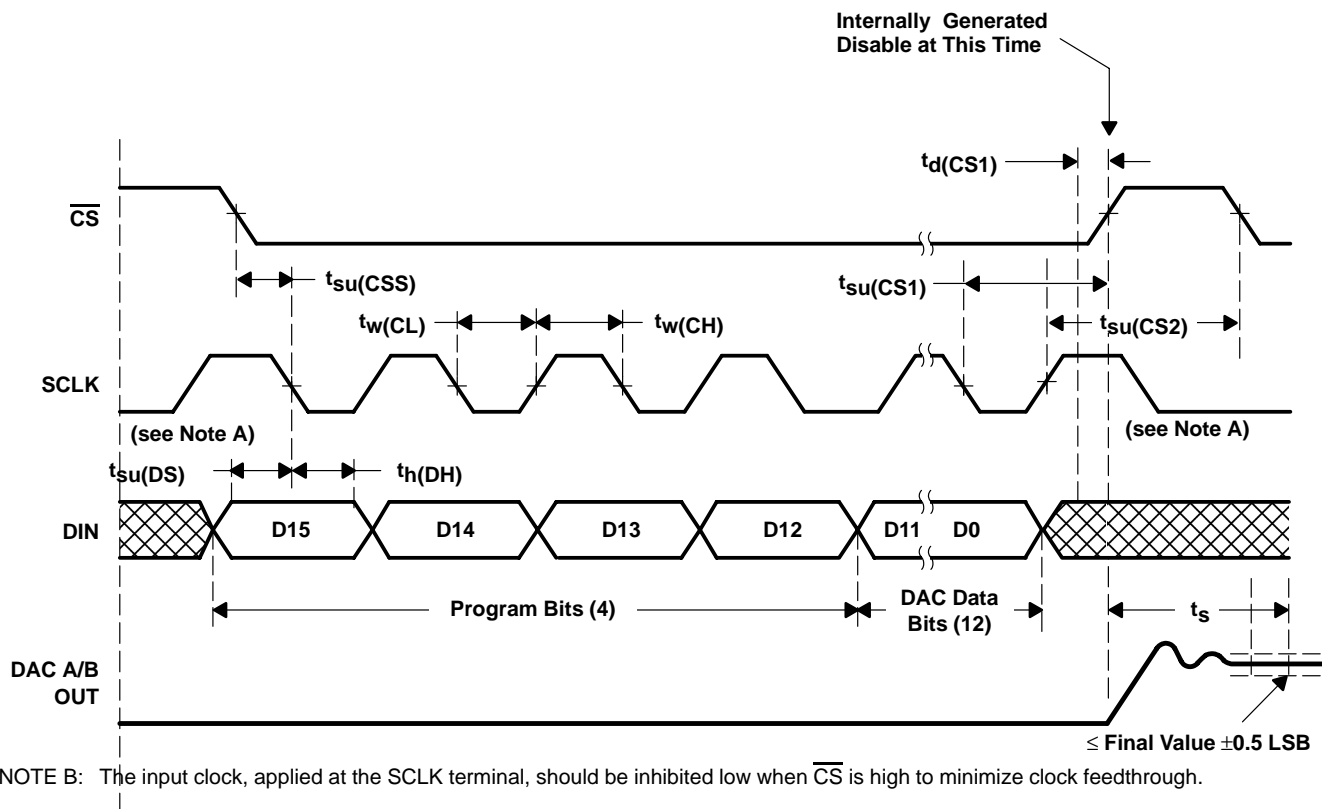 Internally Generated
Disable at This Time
td(CS1)
CS
tsu(CSS)
tsu(CS1)
tw(CL)
tw(CH)
tsu(CS2)
SCLK
(see Note A)
(see Note A)
tsu(DS)
th(DH)
DIN
D15
D14
D13
D12
D11
D0
Program Bits (4)
DAC Data
Bits (12)
ts
DAC A/B
OUT
≤ Final Value ±0.5 LSB
NOTE B: The input clock, applied at the SCLK terminal, should be inhibited low when CS is high to minimize clock feedthrough.